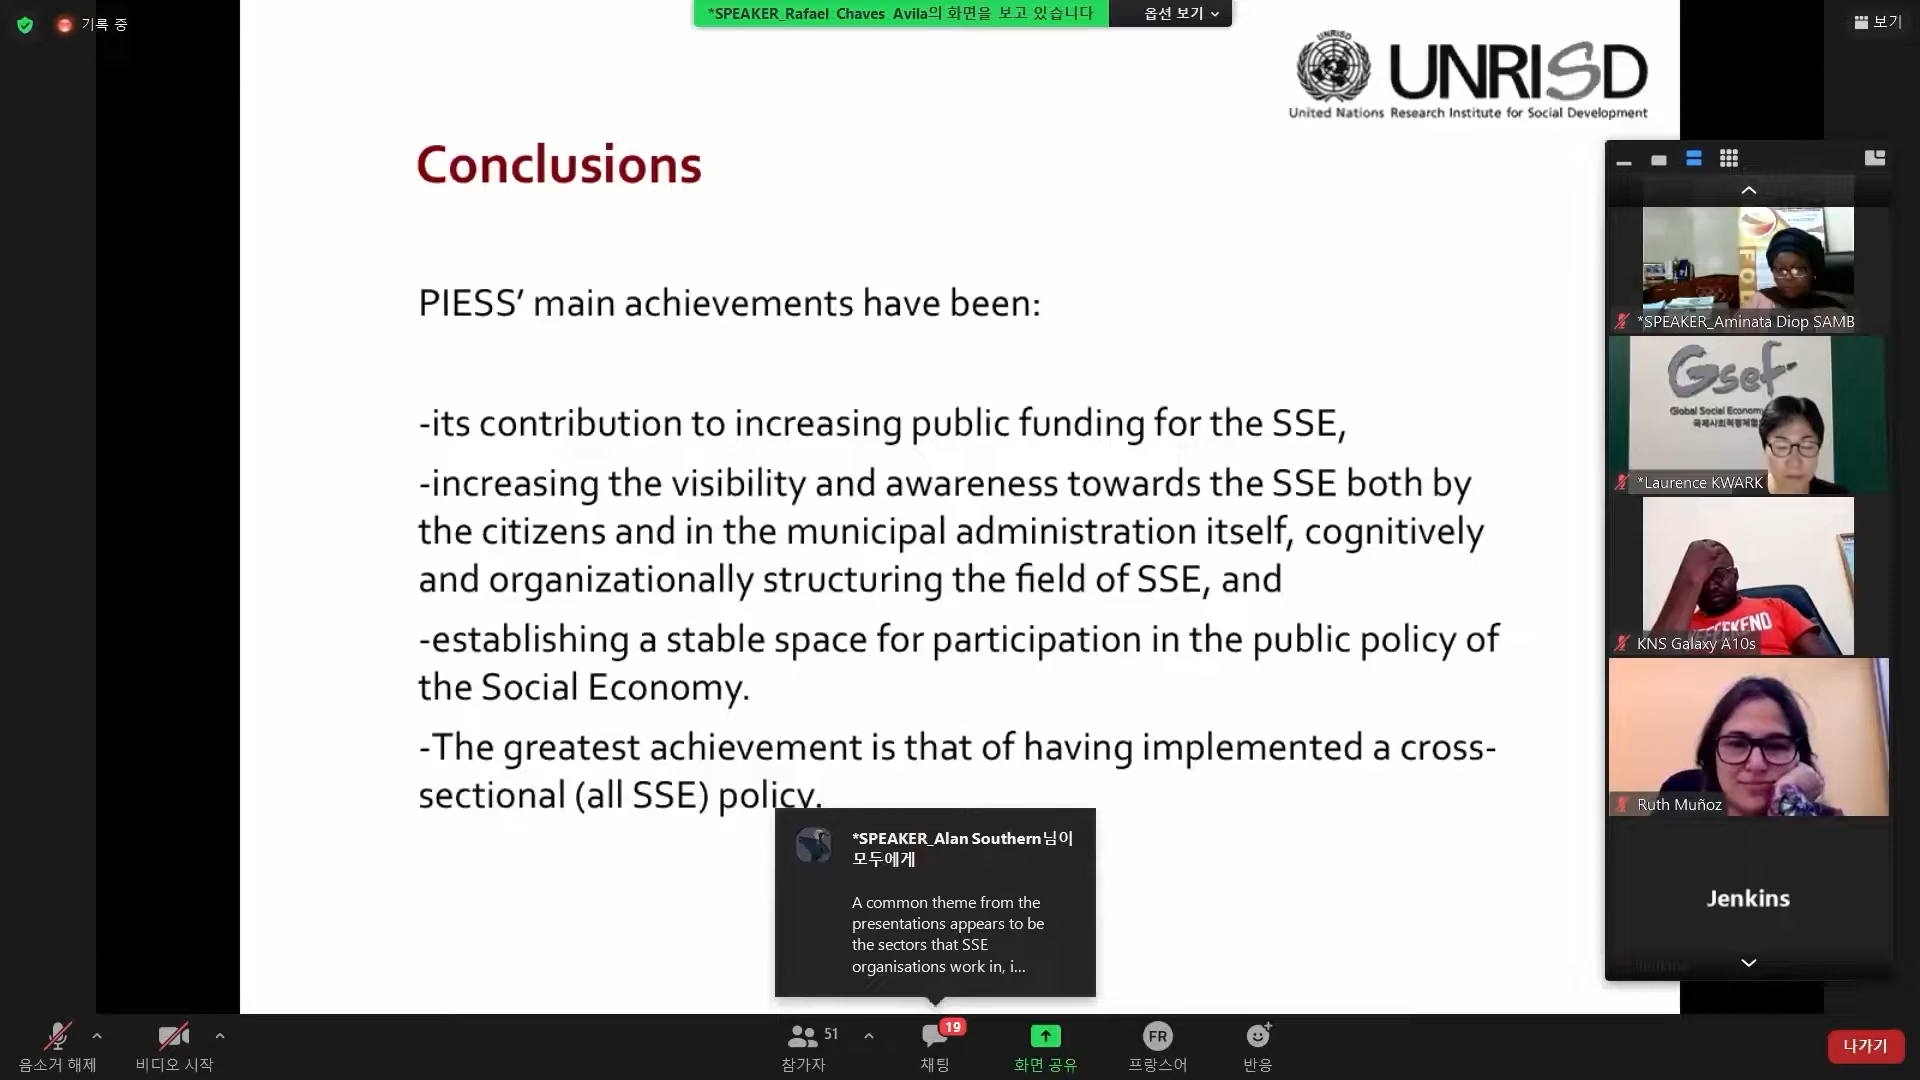 기록 중
*SPEAKER_Rafael Chaves Avila의 화면을 보고 있습니다
옵션 보기
보기
UNRISD
United Nations Research Institute for Social Development
Conclusions
PIESS’ main achievements have been:
-its contribution to increasing public funding for the SSE,
-increasing the visibility and awareness towards the SSE both by
the citizens and in the municipal administration itself, cognitively
and organizationally structuring the field of SSE, and
-establishing a stable space for participation in the public policy of
the Social Economy.
-The greatest achievement is that of having implemented a cross-
sectional (all SSE) policy.
*SPEAKER_Alan Southern님이
모두에게
A common theme from the
presentations appears to be
the sectors that SSE
organisations work in, i...
*SPEAKER_Aminata Diop SAMB
Gsef
Global Social Economy
*Laurence KWARK
KNS Galaxy A10s
Ruth Muñoz
Jenkins
음소거 해제
비디오 시작
51
참가자
19
채팅
화면 공유
FR
프랑스어
반응
나가기